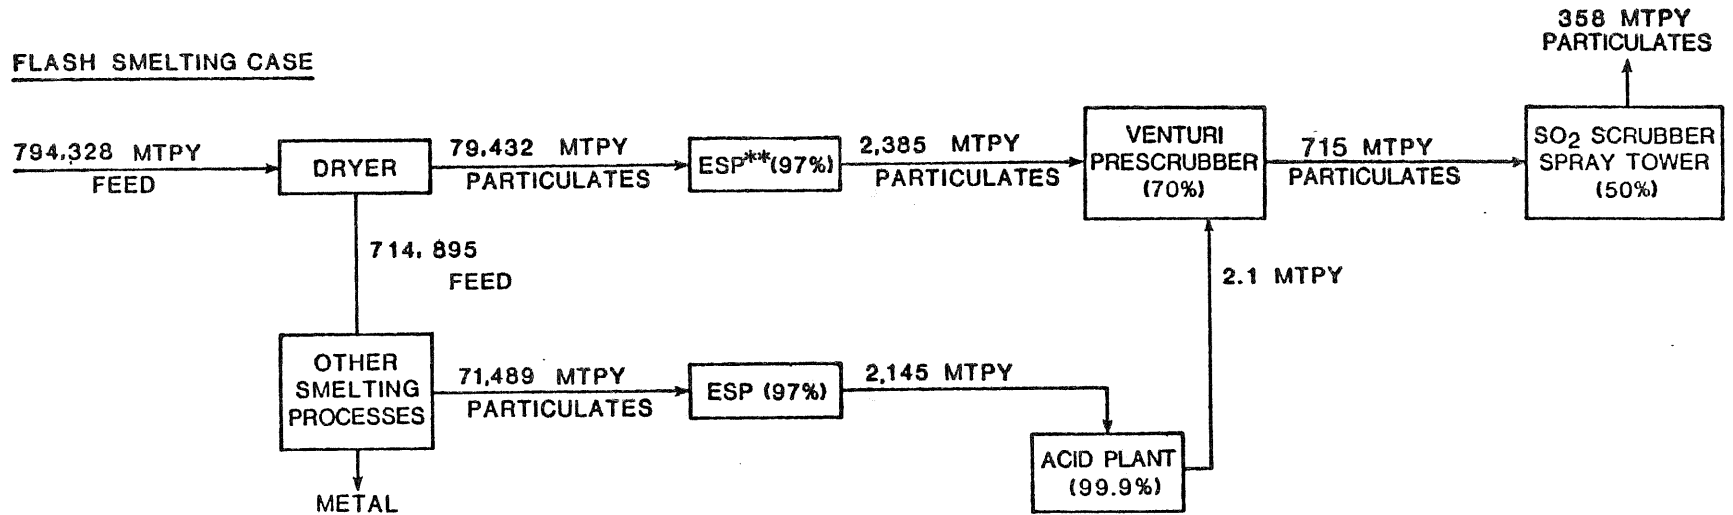 358 MTPY
PARTICULATES
FLASH SMELTING CASE
794,328 MTPY
FEED
DRYER
79,432 MTPY
PARTICULATES
ESP** (97%)
2,385 MTPY
PARTICULATES
VENTURI
PRESCRUBBER
(70%)
715 MTPY
PARTICULATES
SO2 SCRUBBER
SPRAY TOWER
(50%)
714,895
FEED
2.1 MTPY
OTHER
SMELTING
PROCESSES
71,489 MTPY
PARTICULATES
ESP (97%)
2,145 MTPY
ACID PLANT
(99.9%)
METAL